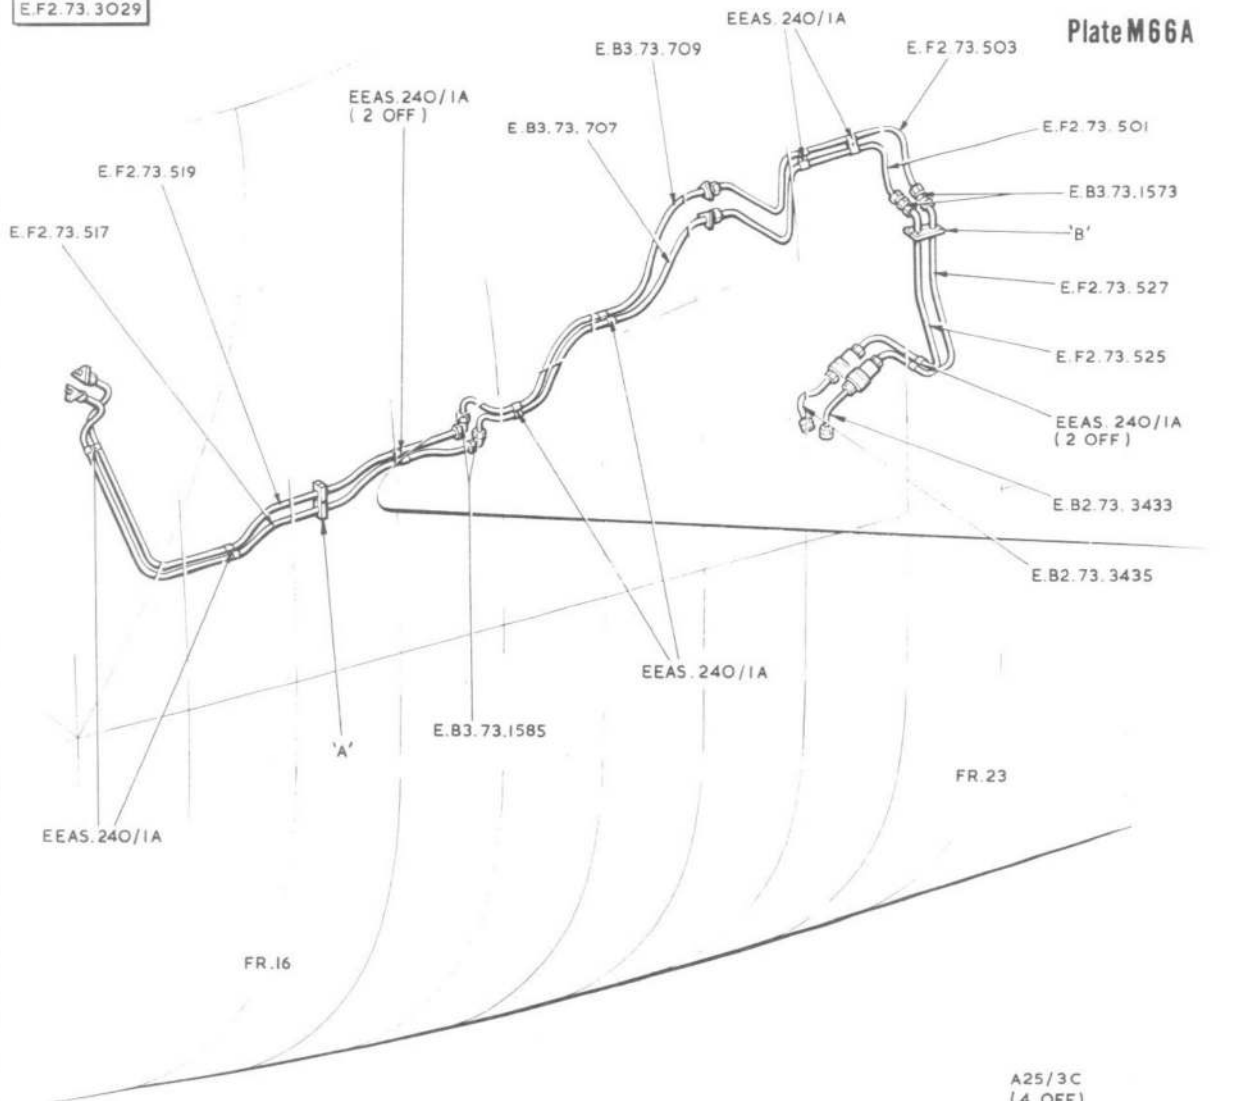 E.F2.73.3029
Plate M66A
EEAS.240/1A
E.B3.73.709
E.F2.73.503
EEAS.240/1A
( 2 OFF )
E.B3.73.707
E.F2.73.501
E.F2.73.519
E.B3.73.1573
E.F2.73.517
'B'
E.F2.73.527
E.F2.73.525
EEAS.240/1A
( 2 OFF )
E.B2.73.3433
E.B2.73.3435
EEAS.240/1A
E.B3.73.1585
'A'
FR.23
EEAS.240/1A
FR.16
A25/3C
(4 OFF)